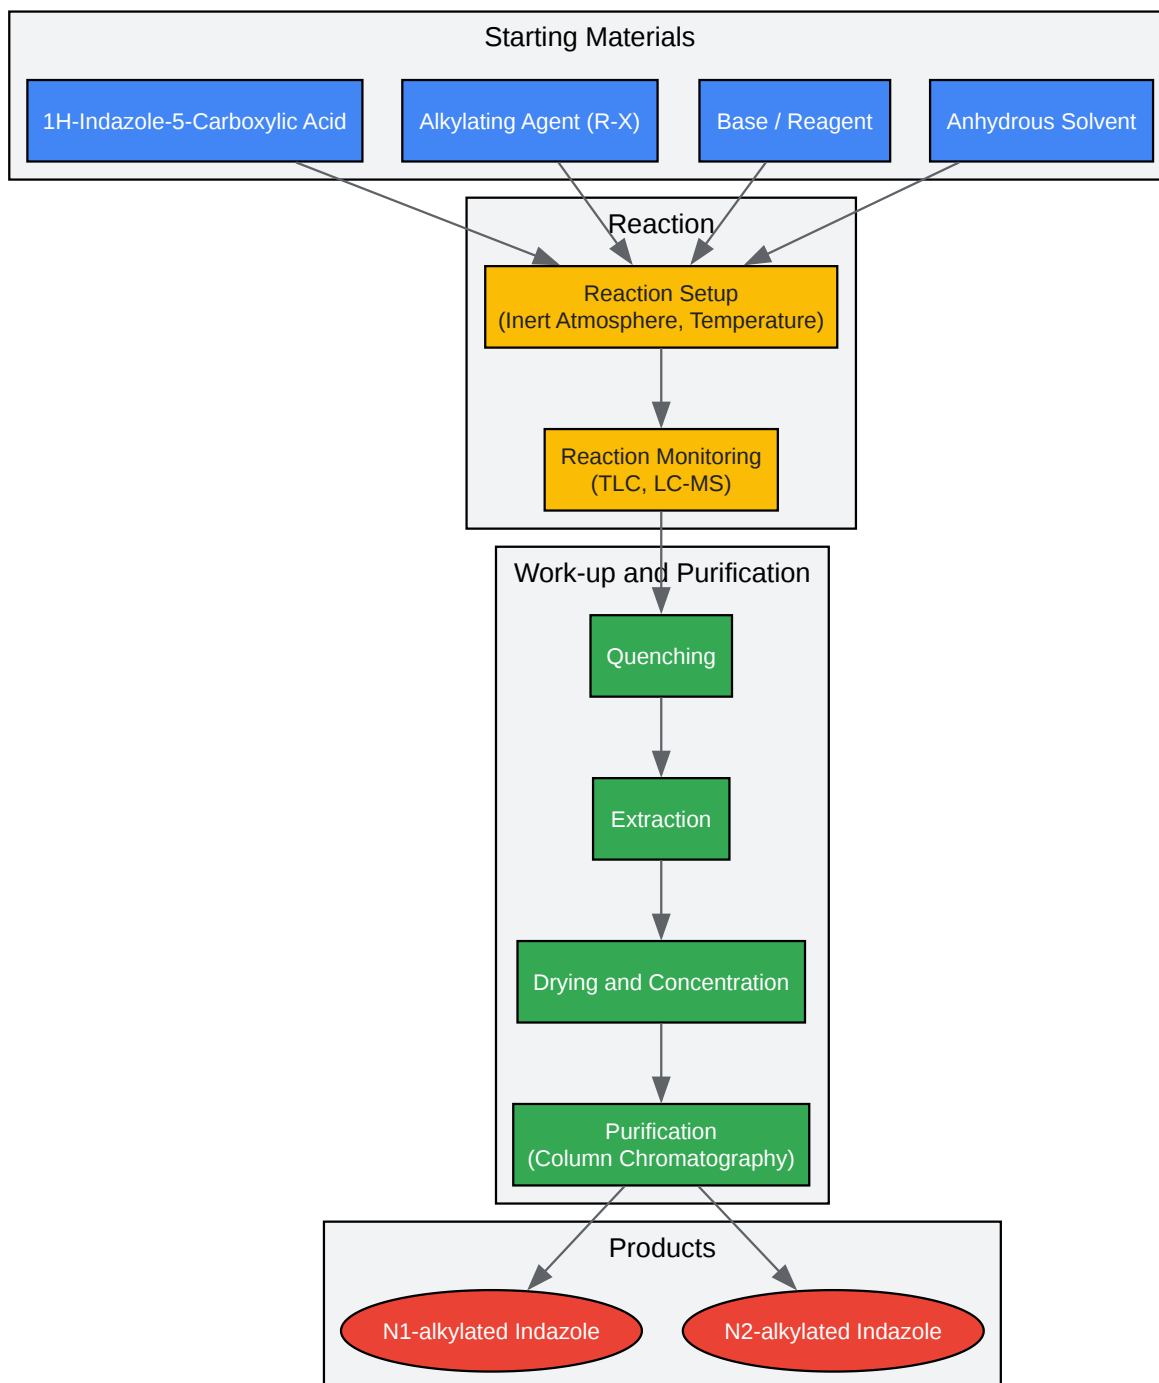 Starting Materials
1H-Indazole-5-Carboxylic Acid
Alkylating Agent (R-X)
Base / Reagent
Anhydrous Solvent
Reaction
Reaction Setup
(Inert Atmosphere, Temperature)
Reaction Monitoring
(TLC, LC-MS)
Work-up and Purification
Quenching
Extraction
Drying and Concentration
Purification
(Column Chromatography)
Products
N1-alkylated Indazole
N2-alkylated Indazole